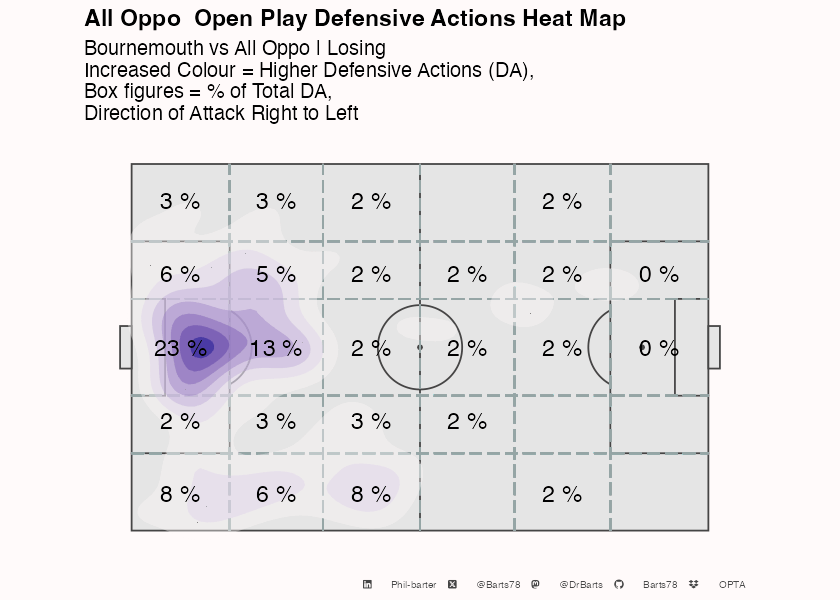 All Oppo  Open Play Defensive Actions Heat Map
Bournemouth vs All Oppo | Losing
Increased Colour = Higher Defensive Actions (DA),
Box figures = % of Total DA,
Direction of Attack Right to Left
3 % 3 % 2 % 2 %
6 % 5 % 2 % 2 % 2 % 0 %
23 % 13 % 2 % 2 % 2 % 0 %
2 % 3 % 3 % 2 %
8 % 6 % 8 % 2 %
Phil-barter @Barts78 @DrBarts Barts78 OPTA